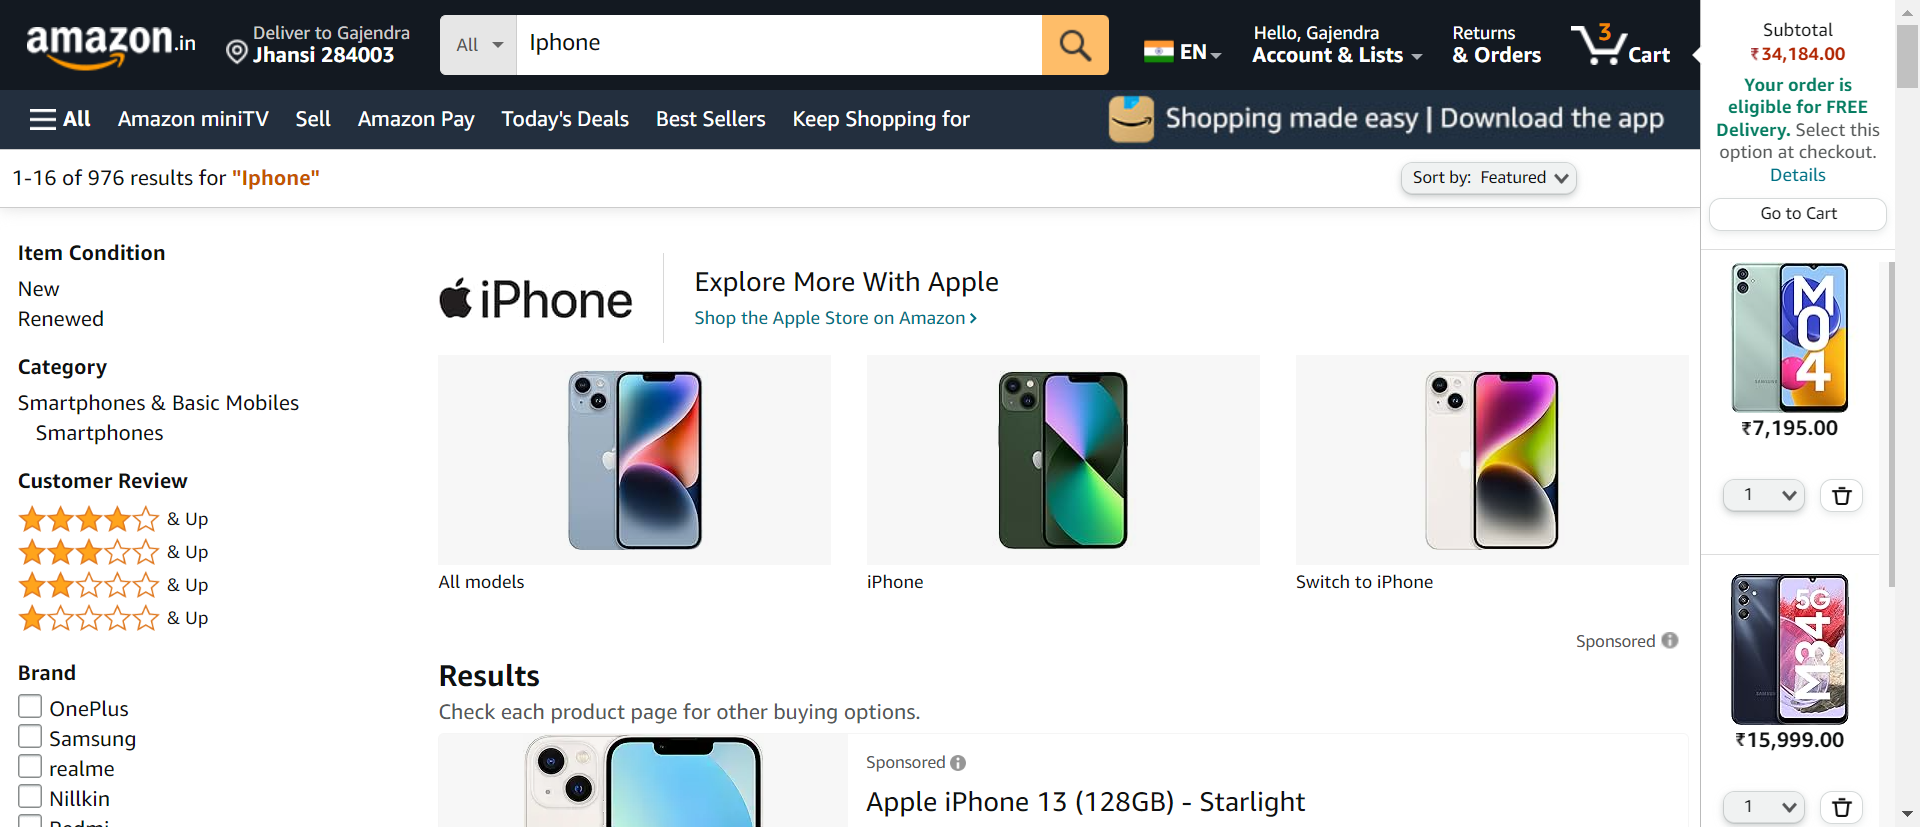 amazon.in
Deliver to Gajendra
Jhansi 284003
All
Iphone
EN
Hello, Gajendra
Account & Lists
Returns
& Orders
3
Cart
All
Amazon miniTV
Sell
Amazon Pay
Today's Deals
Best Sellers
Keep Shopping for
Shopping made easy | Download the app
1-16 of 976 results for "Iphone"
Sort by: Featured
Item Condition
New
Renewed
Category
Smartphones & Basic Mobiles
Smartphones
Customer Review
& Up
& Up
& Up
& Up
Brand
OnePlus
Samsung
realme
Nillkin
Redmi
iPhone
Explore More With Apple
Shop the Apple Store on Amazon
All models
iPhone
Switch to iPhone
Sponsored
Results
Check each product page for other buying options.
Sponsored
Apple iPhone 13 (128GB) - Starlight
Subtotal
₹34,184.00
Your order is
eligible for FREE
Delivery. Select this
option at checkout.
Details
Go to Cart
M04
₹7,195.00
1
5G
M34
₹15,999.00
1